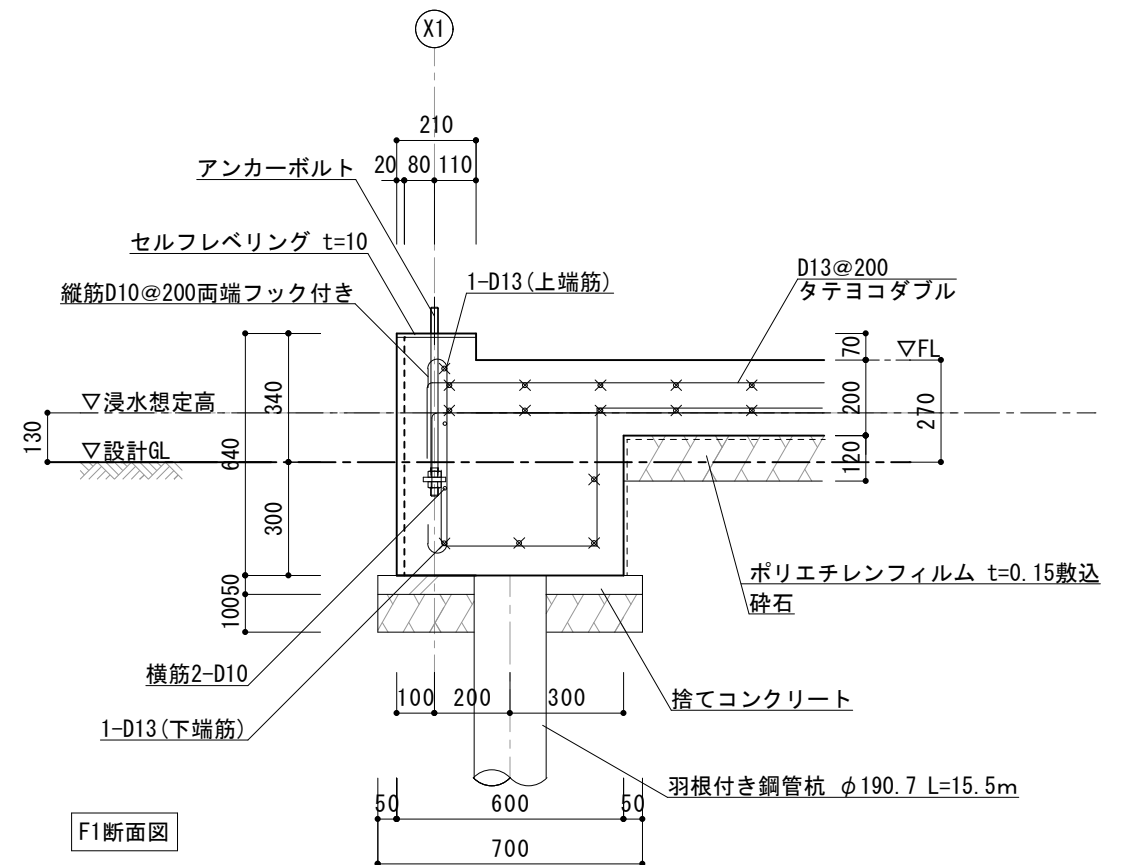 X1
210
20 80 110
アンカーボルト
セルフレベリング t=10
縦筋D10@200両端フック付き
1-D13(上端筋)
D13@200
タテヨコダブル
70
▽FL
▽浸水想定高
340
200
270
130
▽設計GL
640
120
300
ポリエチレンフィルム t=0.15敷込
砕石
50
100
横筋2-D10
100 200 300
捨てコンクリート
1-D13(下端筋)
羽根付き鋼管杭 φ190.7 L=15.5m
50 600 50
F1断面図
700